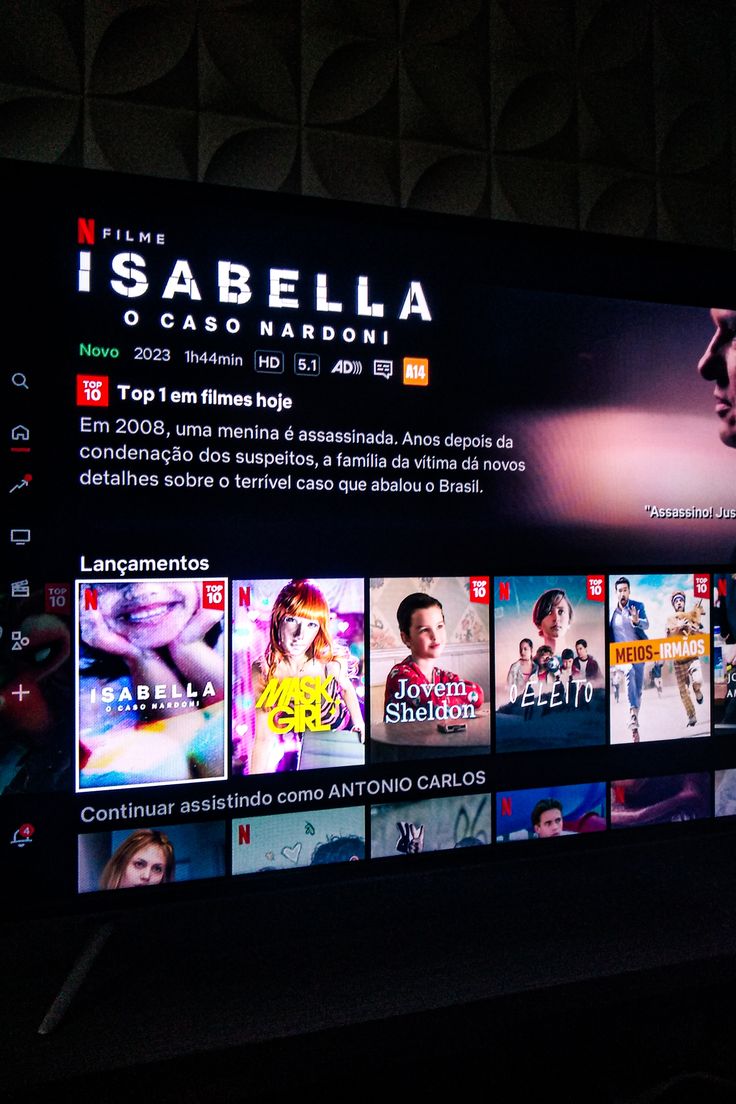 N FILME
ISABELLA
O CASO NARDONI
Novo 2023 1h44min HD 5.1 AD))) A14
TOP
10
Top 1 em filmes hoje
Em 2008, uma menina é assassinada. Anos depois da
condenação dos suspeitos, a família da vítima dá novos
detalhes sobre o terrível caso que abalou o Brasil.
"Assassino! Jus
Lançamentos
TOP
10
N
TOP
10
ISABELLA
O CASO NARDONI
N
MASK
GIRL
TOP
10
Jovem
Sheldon
N
TOP
10
O ELEITO
TOP
10
MEIOS-IRMÃOS
N
Continuar assistindo como ANTONIO CARLOS
4
N
N
N
N